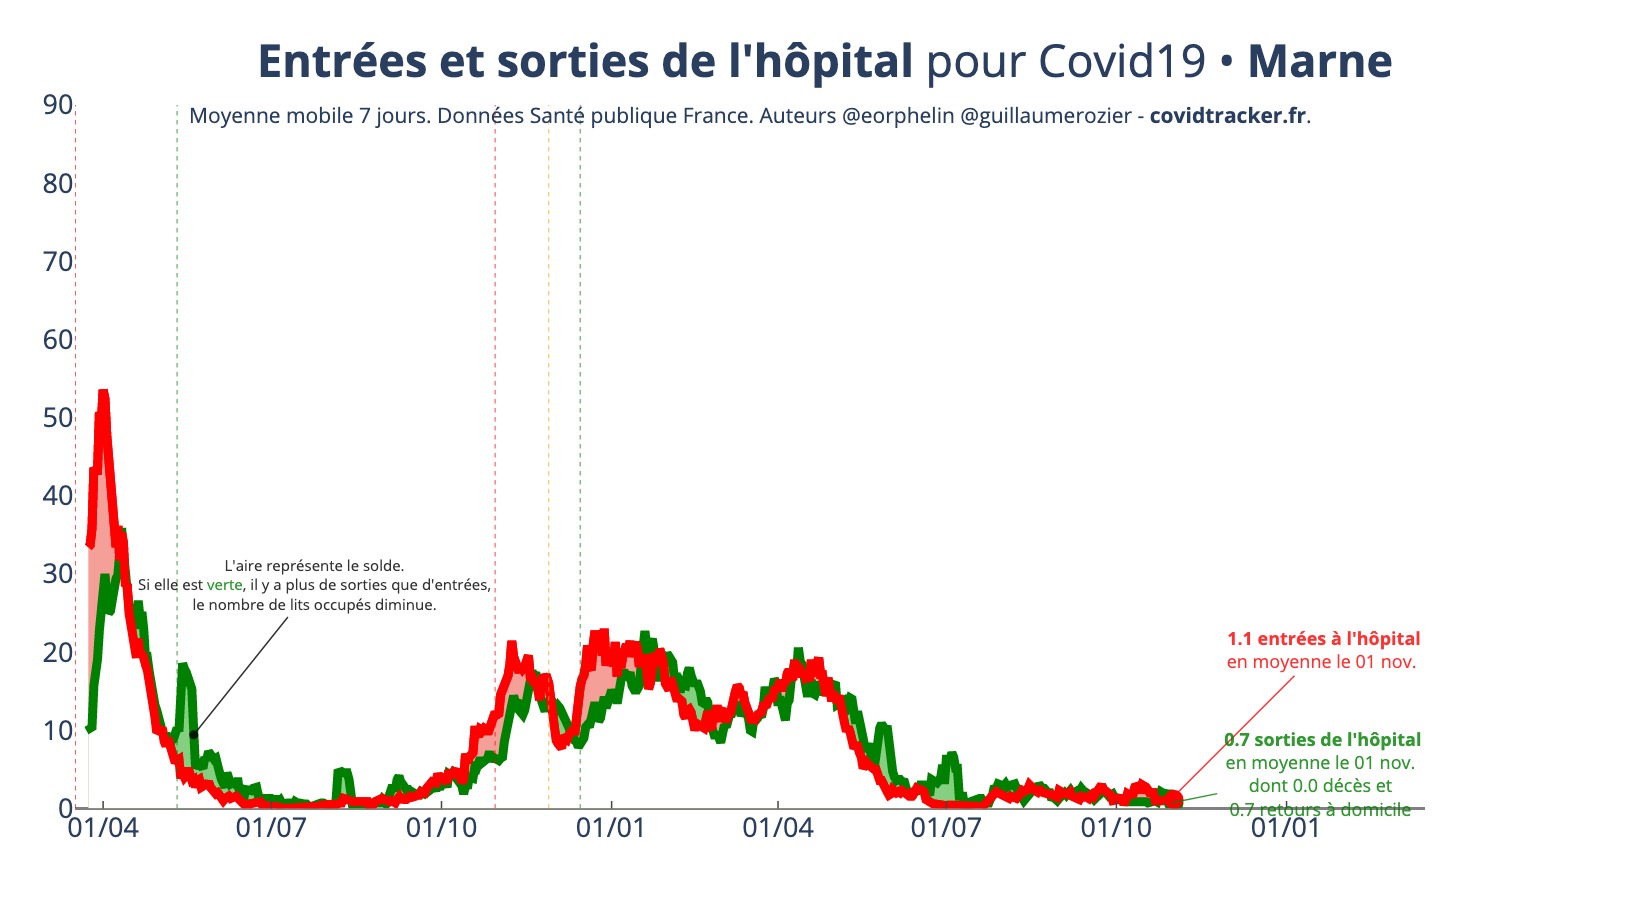 Entrées et sorties de l'hôpital pour Covid19 • Marne
Moyenne mobile 7 jours. Données Santé publique France. Auteurs @eorphelin @guillaumerozier - covidtracker.fr.
90
80
70
60
50
40
30
20
10
0
L'aire représente le solde.
Si elle est verte, il y a plus de sorties que d'entrées,
le nombre de lits occupés diminue.
1.1 entrées à l'hôpital
en moyenne le 01 nov.
0.7 sorties de l'hôpital
en moyenne le 01 nov.
dont 0.0 décès et
0.7 retours à domicile
01/04 01/07 01/10 01/01 01/04 01/07 01/10 01/01